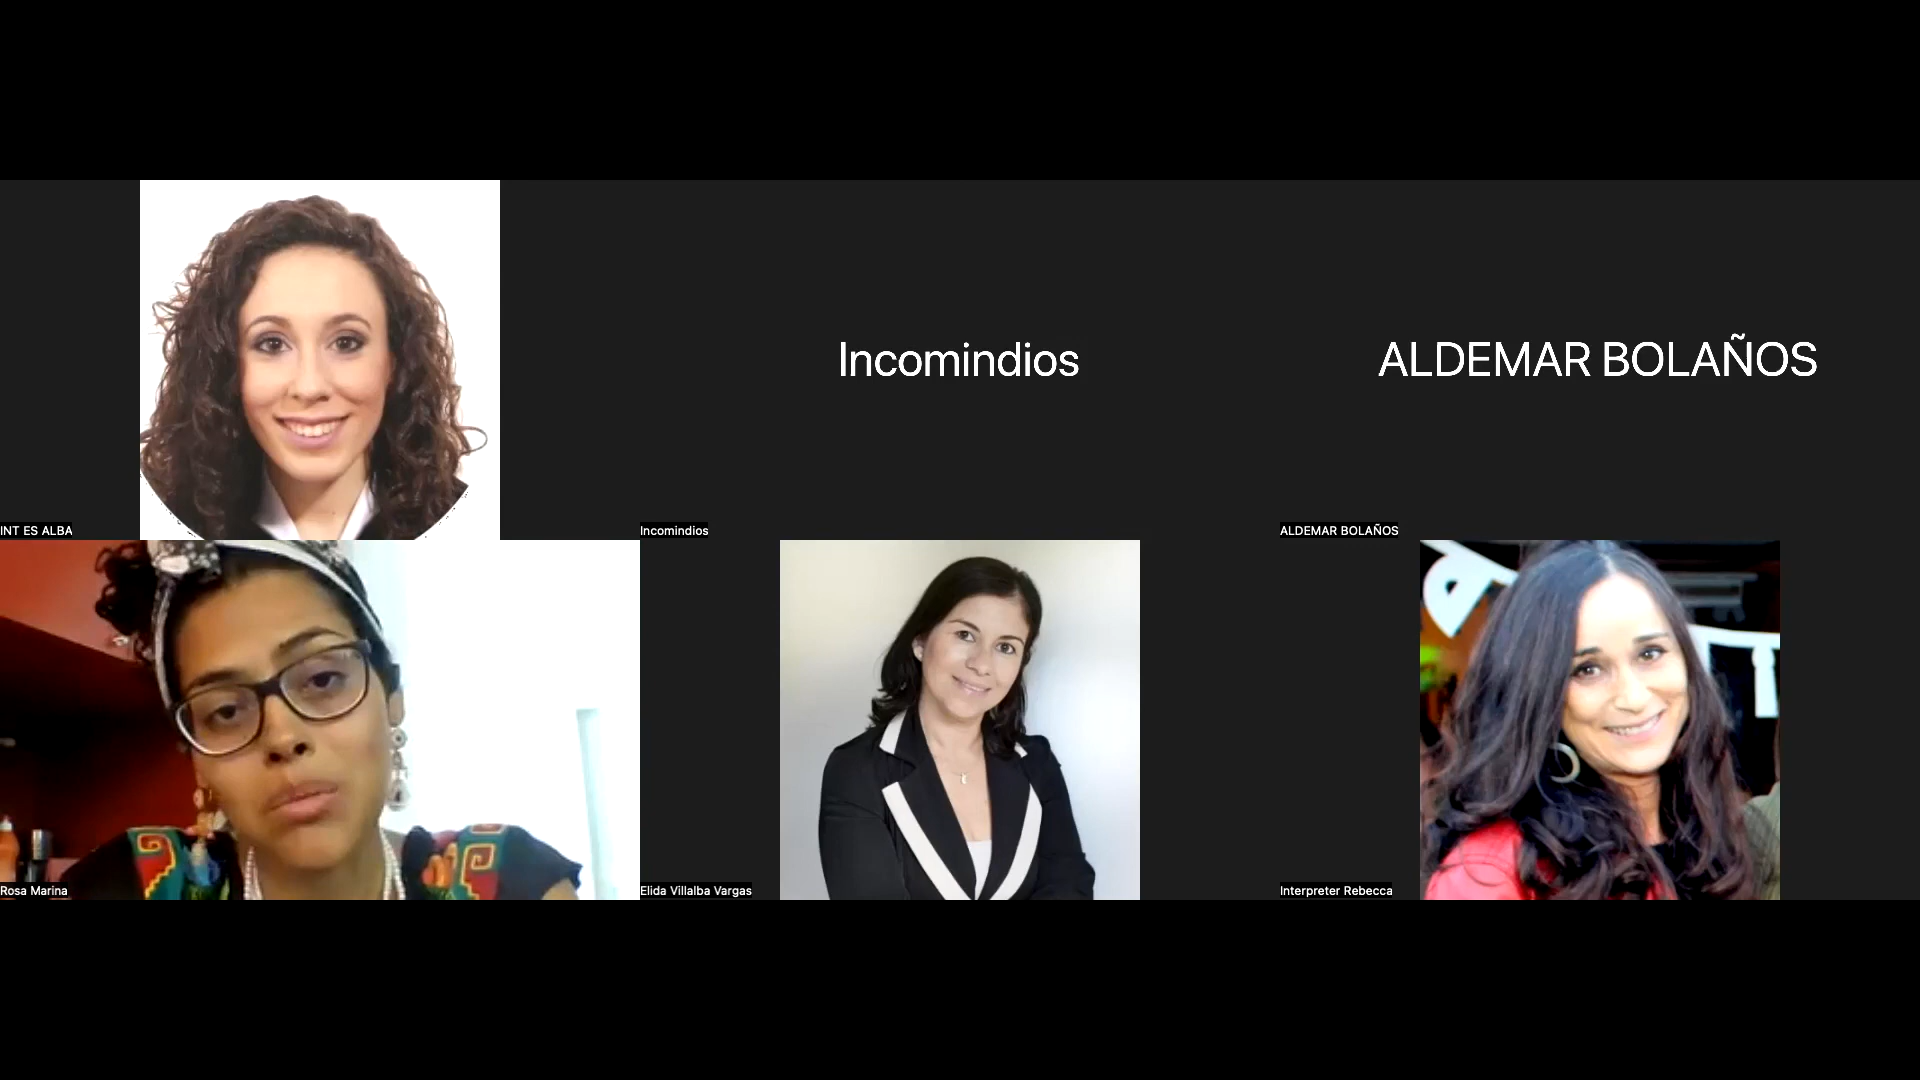 Incomindios
ALDEMAR BOLAÑOS
INT ES ALBA
Incomindios
ALDEMAR BOLAÑOS
Rosa Marina
Elida Villalba Vargas
Interpreter Rebecca